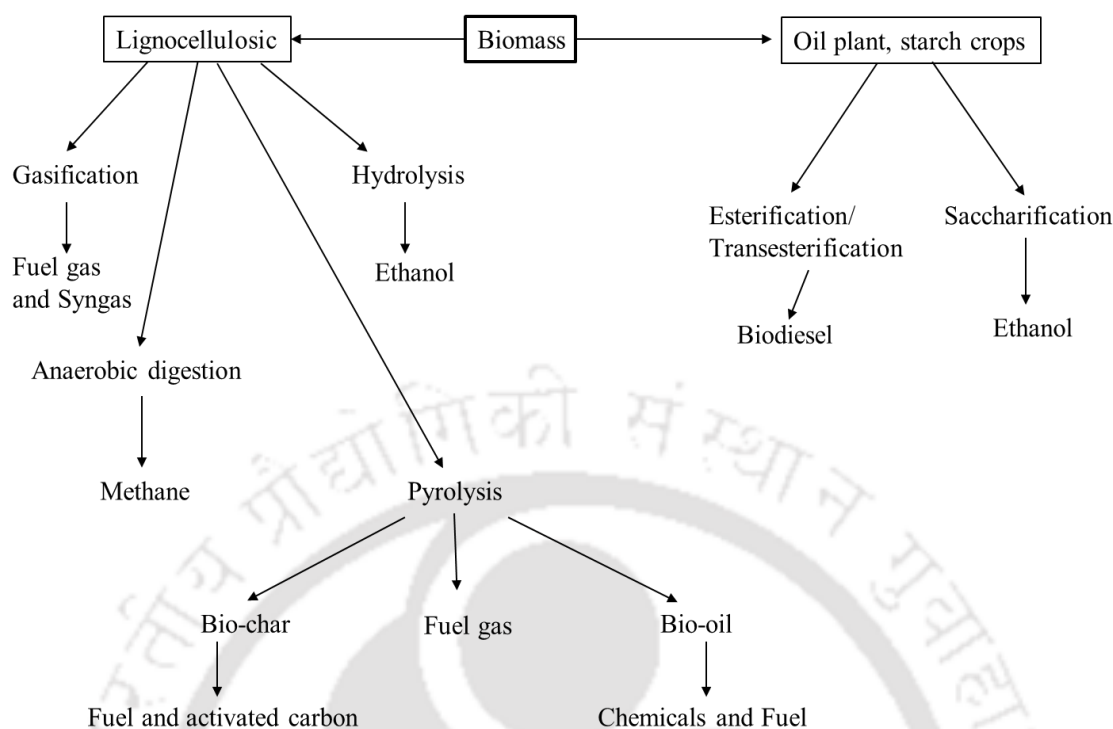 Lignocellulosic
Biomass
Oil plant, starch crops
Gasification
Hydrolysis
Esterification/
Transesterification
Saccharification
Fuel gas
and Syngas
Ethanol
Biodiesel
Ethanol
Anaerobic digestion
Methane
Pyrolysis
Bio-char
Fuel gas
Bio-oil
Fuel and activated carbon
Chemicals and Fuel